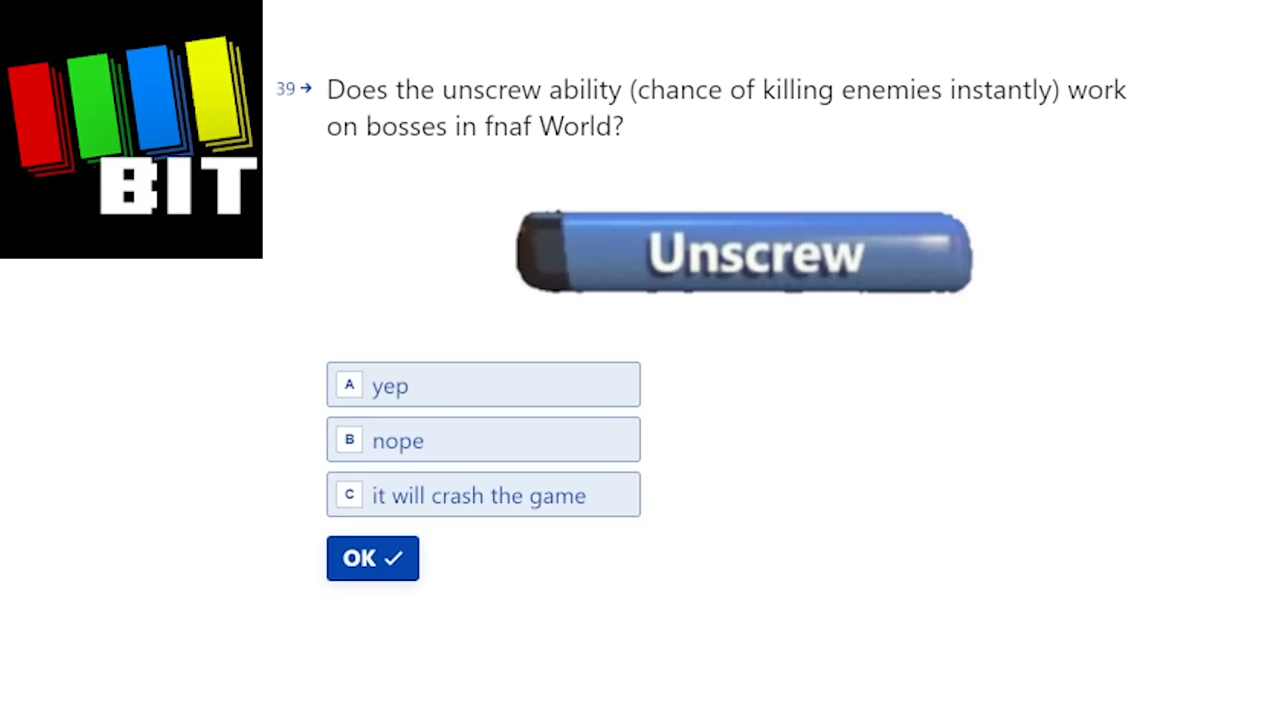 BIT
39 → Does the unscrew ability (chance of killing enemies instantly) work
on bosses in fnaf World?
Unscrew
A yep
B nope
C it will crash the game
OK ✓